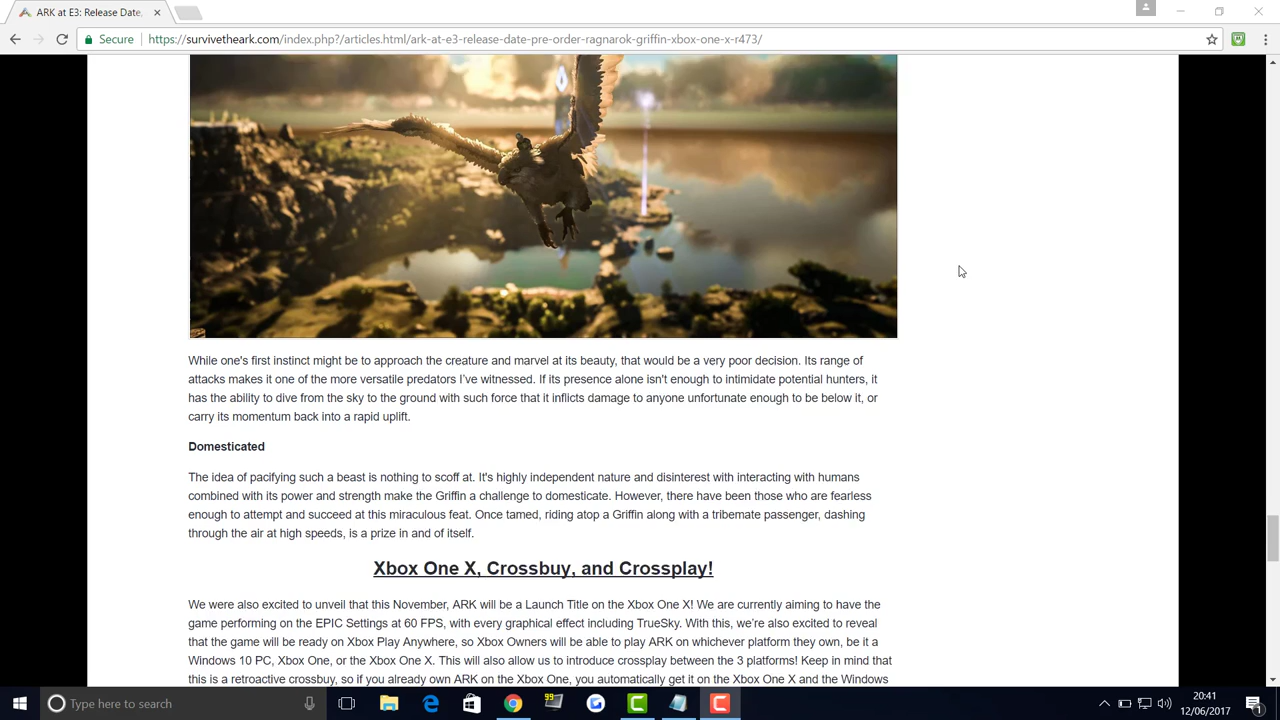 ARK at E3: Release Date,
Secure
https://survivetheark.com/index.php?/articles.html/ark-at-e3-release-date-pre-order-ragnarok-griffin-xbox-one-x-r473/
While one's first instinct might be to approach the creature and marvel at its beauty, that would be a very poor decision. Its range of
attacks makes it one of the more versatile predators I've witnessed. If its presence alone isn't enough to intimidate potential hunters, it
has the ability to dive from the sky to the ground with such force that it inflicts damage to anyone unfortunate enough to be below it, or
carry its momentum back into a rapid uplift.
Domesticated
The idea of pacifying such a beast is nothing to scoff at. It's highly independent nature and disinterest with interacting with humans
combined with its power and strength make the Griffin a challenge to domesticate. However, there have been those who are fearless
enough to attempt and succeed at this miraculous feat. Once tamed, riding atop a Griffin along with a tribemate passenger, dashing
through the air at high speeds, is a prize in and of itself.
Xbox One X, Crossbuy, and Crossplay!
We were also excited to unveil that this November, ARK will be a Launch Title on the Xbox One X! We are currently aiming to have the
game performing on the EPIC Settings at 60 FPS, with every graphical effect including TrueSky. With this, we're also excited to reveal
that the game will be ready on Xbox Play Anywhere, so Xbox Owners will be able to play ARK on whichever platform they own, be it a
Windows 10 PC, Xbox One, or the Xbox One X. This will also allow us to introduce crossplay between the 3 platforms! Keep in mind that
this is a retroactive crossbuy, so if you already own ARK on the Xbox One, you automatically get it on the Xbox One X and the Windows
Type here to search
99
20:41
12/06/2017
1